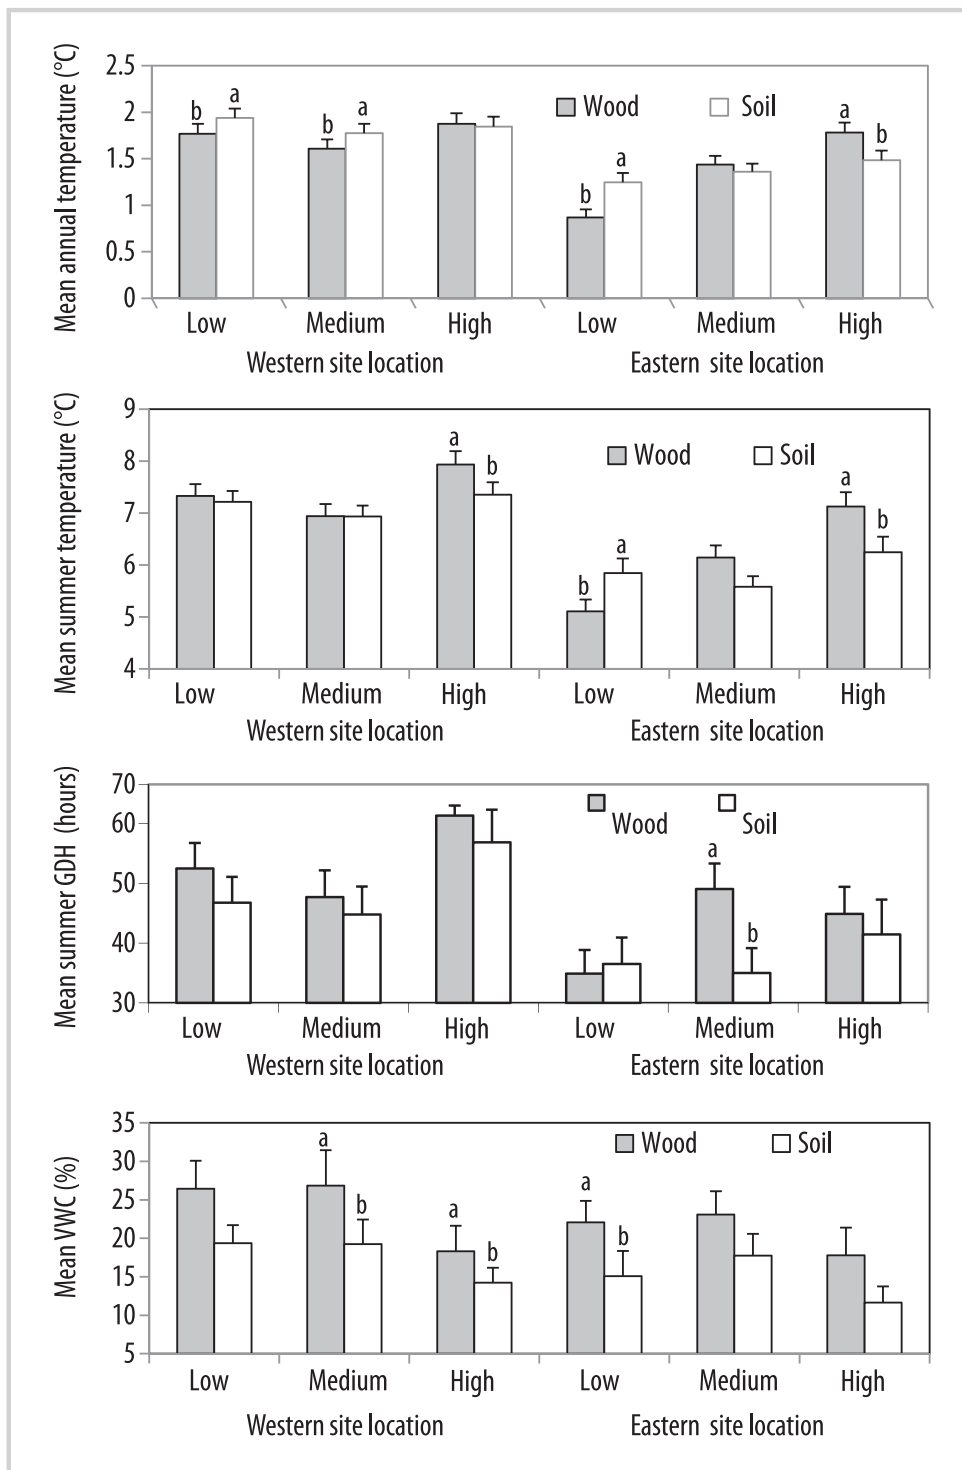 Mean annual temperature (°C)
2.5
2
1.5
1
0.5
0
Wood Soil
b a b a b a a b
Low Medium High Low Medium High
Western site location Eastern site location
Mean summer temperature (°C)
9
8
7
6
5
4
Wood Soil
a b b a a b
Low Medium High Low Medium High
Western site location Eastern site location
Mean summer GDH (hours)
70
60
50
40
30
Wood Soil
a b
Low Medium High Low Medium High
Western site location Eastern site location
Mean VWC (%)
35
30
25
20
15
10
5
Wood Soil
a b a b a b
Low Medium High Low Medium High
Western site location Eastern site location